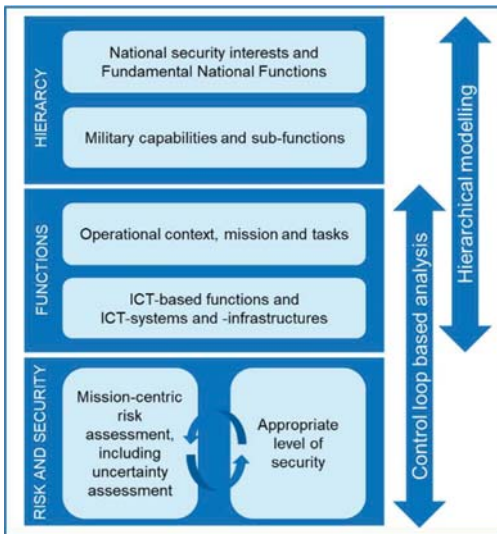 HIERARCY
National security interests and
Fundamental National Functions
Military capabilities and sub-functions
FUNCTIONS
Operational context, mission and tasks
ICT-based functions and
ICT-systems and -infrastructures
RISK AND SECURITY
Mission-centric
risk
assessment,
including
uncertainty
assessment
Appropriate
level of
security
Control loop based analysis
Hierarchical modelling